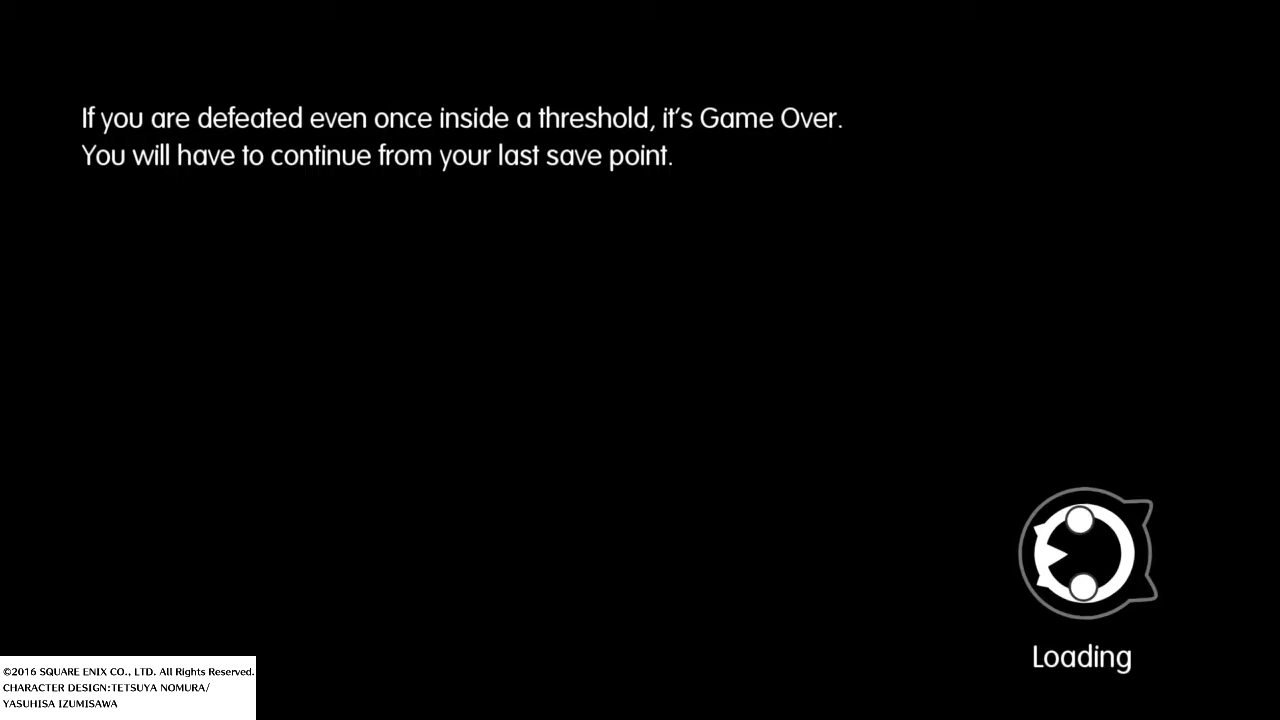 If you are defeated even once inside a threshold, it's Game Over.
You will have to continue from your last save point.
Loading
©2016 SQUARE ENIX CO., LTD. All Rights Reserved.
CHARACTER DESIGN:TETSUYA NOMURA/
YASUHISA IZUMISAWA